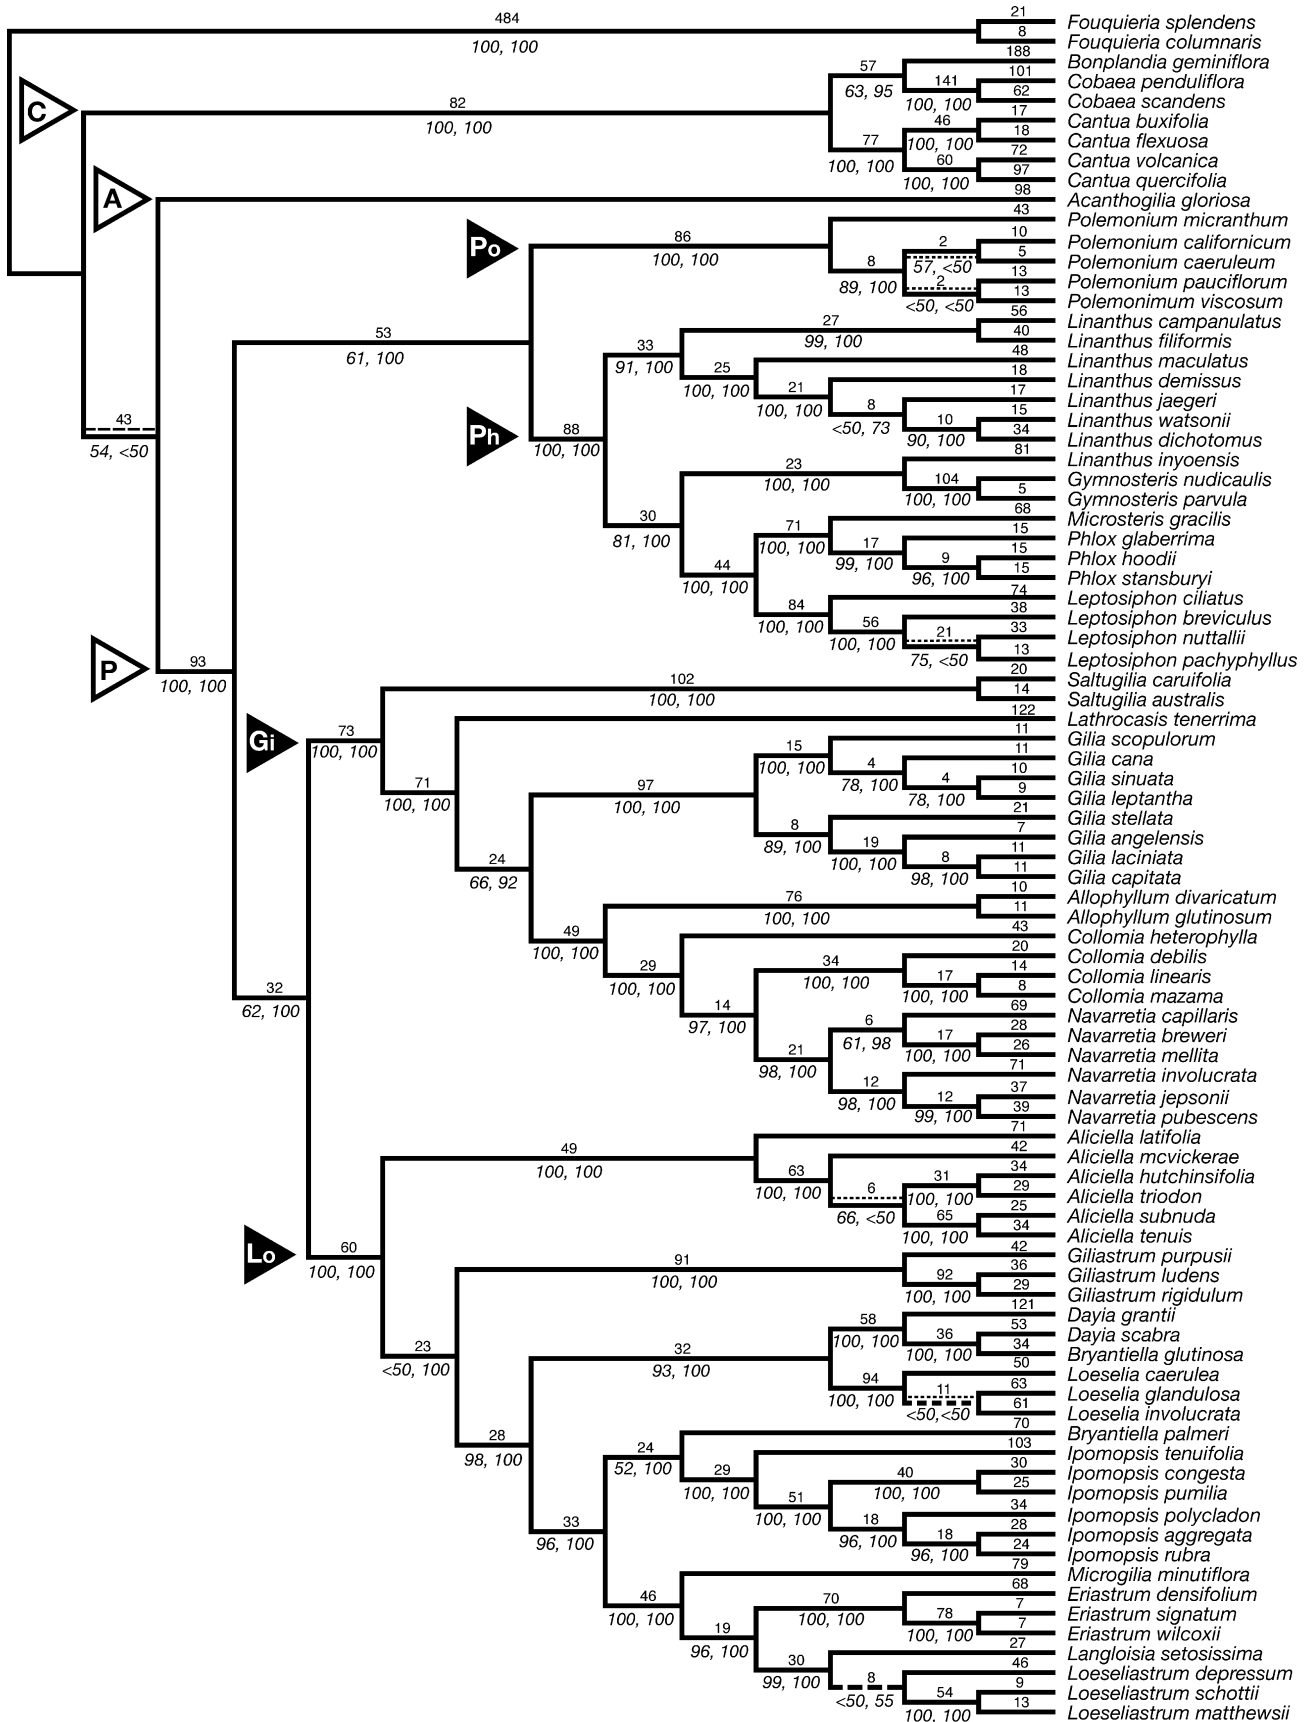 484
100, 100
21
Fouquieria splendens
8
Fouquieria columnaris
C
82
100, 100
57
63, 95
188
Bonplandia geminiflora
141
100, 100
101
Cobaea penduliflora
62
Cobaea scandens
77
100, 100
46
100, 100
17
Cantua buxifolia
18
Cantua flexuosa
60
100, 100
72
Cantua volcanica
97
Cantua quercifolia
43
54, <50
A
98
Acanthogilia gloriosa
P
93
100, 100
53
61, 100
Po
86
100, 100
43
Polemonium micranthum
8
89, 100
2
57, <50
10
Polemonium californicum
5
Polemonium caeruleum
2
<50, <50
13
Polemonium pauciflorum
13
Polemonimum viscosum
Ph
88
100, 100
33
91, 100
27
99, 100
56
Linanthus campanulatus
40
Linanthus filiformis
25
100, 100
48
Linanthus maculatus
21
100, 100
18
Linanthus demissus
8
<50, 73
17
Linanthus jaegeri
10
90, 100
15
Linanthus watsonii
34
Linanthus dichotomus
30
81, 100
23
100, 100
81
Linanthus inyoensis
104
100, 100
Gymnosteris nudicaulis
5
Gymnosteris parvula
44
100, 100
71
100, 100
68
Microsteris gracilis
17
99, 100
15
Phlox glaberrima
9
96, 100
15
Phlox hoodii
15
Phlox stansburyi
84
100, 100
74
Leptosiphon ciliatus
56
100, 100
38
Leptosiphon breviculus
21
75, <50
33
Leptosiphon nuttallii
13
Leptosiphon pachyphyllus
32
62, 100
Gi
73
100, 100
102
100, 100
20
Saltugilia caruifolia
14
Saltugilia australis
71
100, 100
122
Lathrocasis tenerrima
24
66, 92
97
100, 100
15
100, 100
11
Gilia scopulorum
4
78, 100
11
Gilia cana
4
78, 100
10
Gilia sinuata
9
Gilia leptantha
8
89, 100
21
Gilia stellata
19
100, 100
7
Gilia angelensis
8
98, 100
11
Gilia laciniata
11
Gilia capitata
49
100, 100
76
100, 100
10
Allophyllum divaricatum
11
Allophyllum glutinosum
29
100, 100
43
Collomia heterophylla
14
97, 100
34
100, 100
20
Collomia debilis
17
100, 100
14
Collomia linearis
8
Collomia mazama
21
98, 100
6
61, 98
69
Navarretia capillaris
17
100, 100
28
Navarretia breweri
26
Navarretia mellita
12
98, 100
71
Navarretia involucrata
12
99, 100
37
Navarretia jepsonii
39
Navarretia pubescens
Lo
60
100, 100
49
100, 100
71
Aliciella latifolia
63
100, 100
42
Aliciella mcvickerae
6
66, <50
31
100, 100
34
Aliciella hutchinsifolia
29
Aliciella triodon
65
100, 100
25
Aliciella subnuda
34
Aliciella tenuis
23
<50, 100
91
100, 100
42
Giliastrum purpusii
92
100, 100
36
Giliastrum ludens
29
Giliastrum rigidulum
28
98, 100
32
93, 100
58
100, 100
121
Dayia grantii
36
100, 100
53
Dayia scabra
34
Bryantiella glutinosa
94
100, 100
50
Loeselia caerulea
11
<50,<50
63
Loeselia glandulosa
61
Loeselia involucrata
33
96, 100
24
52, 100
70
Bryantiella palmeri
29
100, 100
103
Ipomopsis tenuifolia
51
100, 100
40
100, 100
30
Ipomopsis congesta
25
Ipomopsis pumilia
18
96, 100
34
Ipomopsis polycladon
18
96, 100
28
Ipomopsis aggregata
24
Ipomopsis rubra
46
100, 100
79
Microgilia minutiflora
19
96, 100
70
100, 100
68
Eriastrum densifolium
78
100, 100
7
Eriastrum signatum
7
Eriastrum wilcoxii
30
99, 100
27
Langloisia setosissima
8
<50, 55
46
Loeseliastrum depressum
54
100, 100
9
Loeseliastrum schottii
13
Loeseliastrum matthewsii